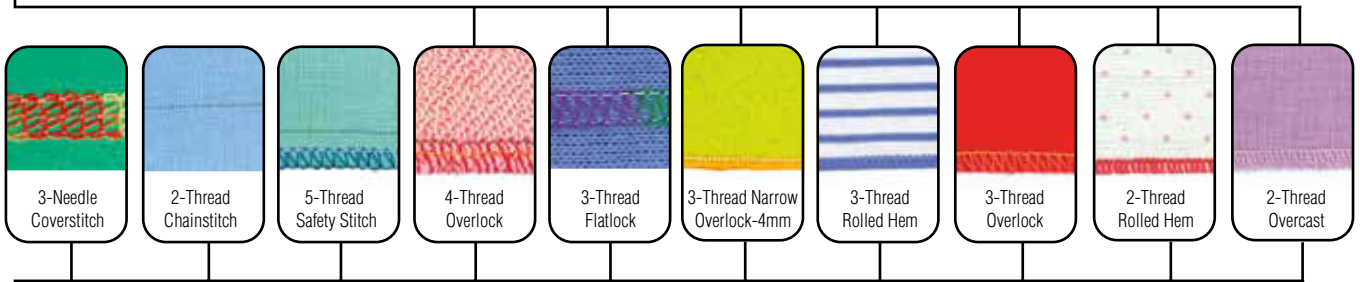 3-Needle
Coverstitch
2-Thread
Chainstitch
5-Thread
Safety Stitch
4-Thread
Overlock
3-Thread
Flatlock
3-Thread Narrow
Overlock-4mm
3-Thread
Rolled Hem
3-Thread
Overlock
2-Thread
Rolled Hem
2-Thread
Overcast